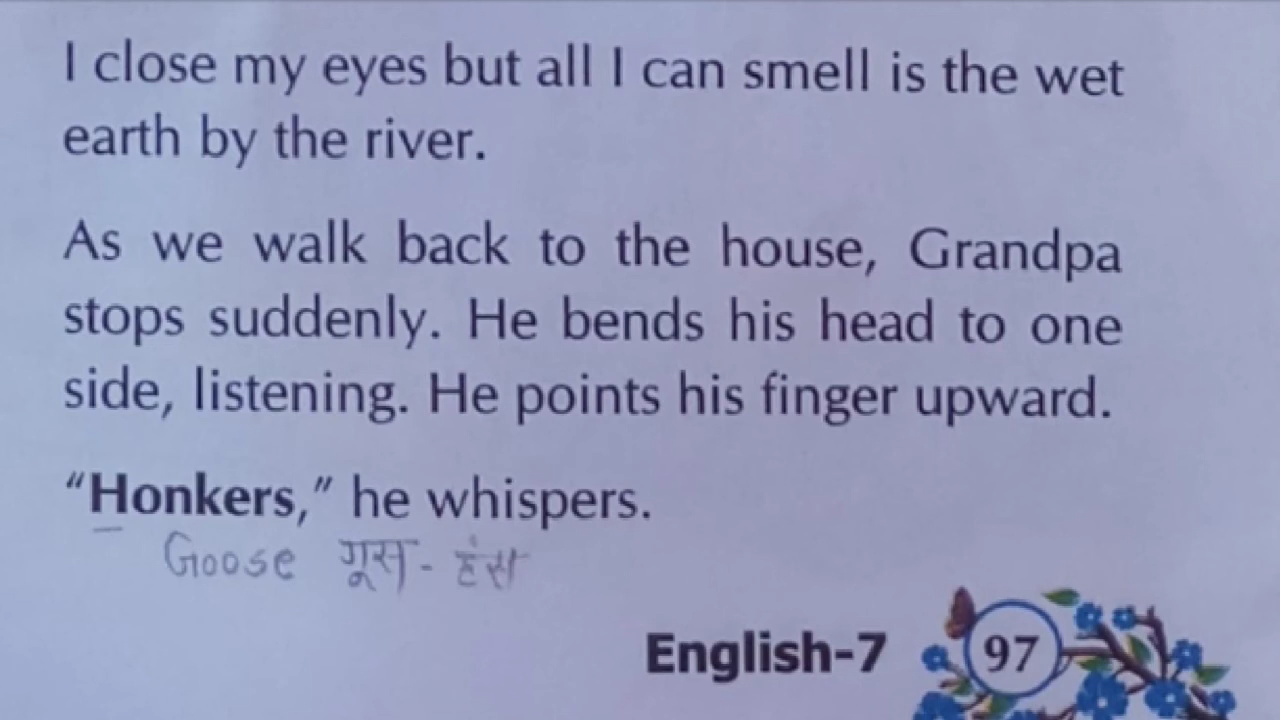 I close my eyes but all I can smell is the wet
earth by the river.
As we walk back to the house, Grandpa
stops suddenly. He bends his head to one
side, listening. He points his finger upward.
“Honkers,” he whispers.
Goose गूस - हंस
English-7 97